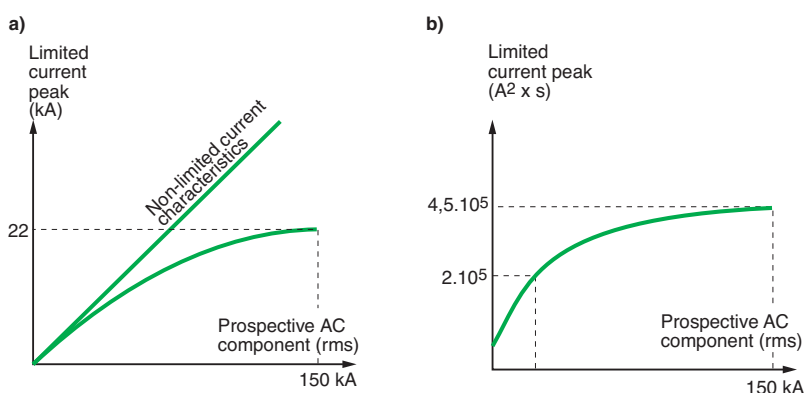 a)
Limited
current
peak
(kA)
Non-limited current
characteristics
22
Prospective AC
component (rms)
150 kA
b)
Limited
current peak
(A² x s)
4,5.10⁵
2.10⁵
Prospective AC
component (rms)
150 kA